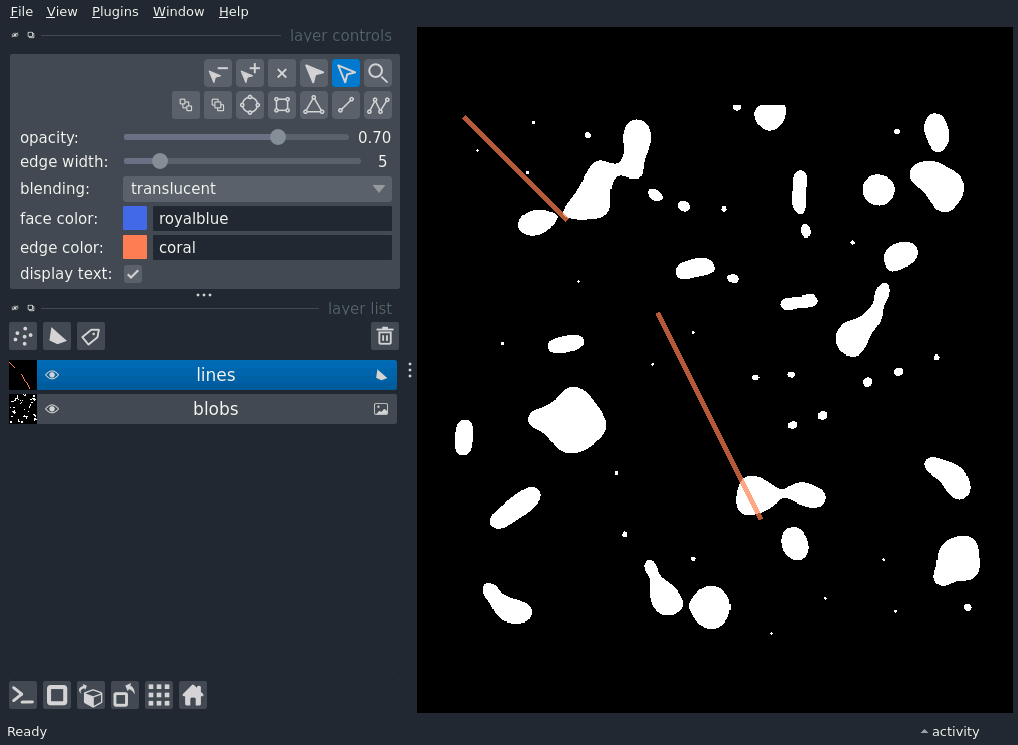 File View Plugins Window Help
layer controls
opacity: 0.70
edge width: 5
blending: translucent
face color: royalblue
edge color: coral
display text:
layer list
lines
blobs
Ready activity